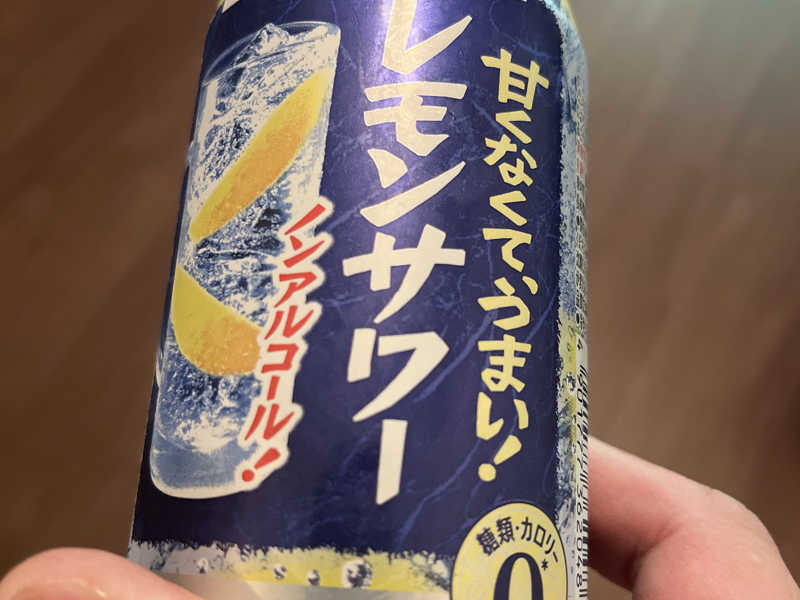 甘くなくて、うまい!
レモンサワー
ノンアルコール!
糖類・カロリー
0*